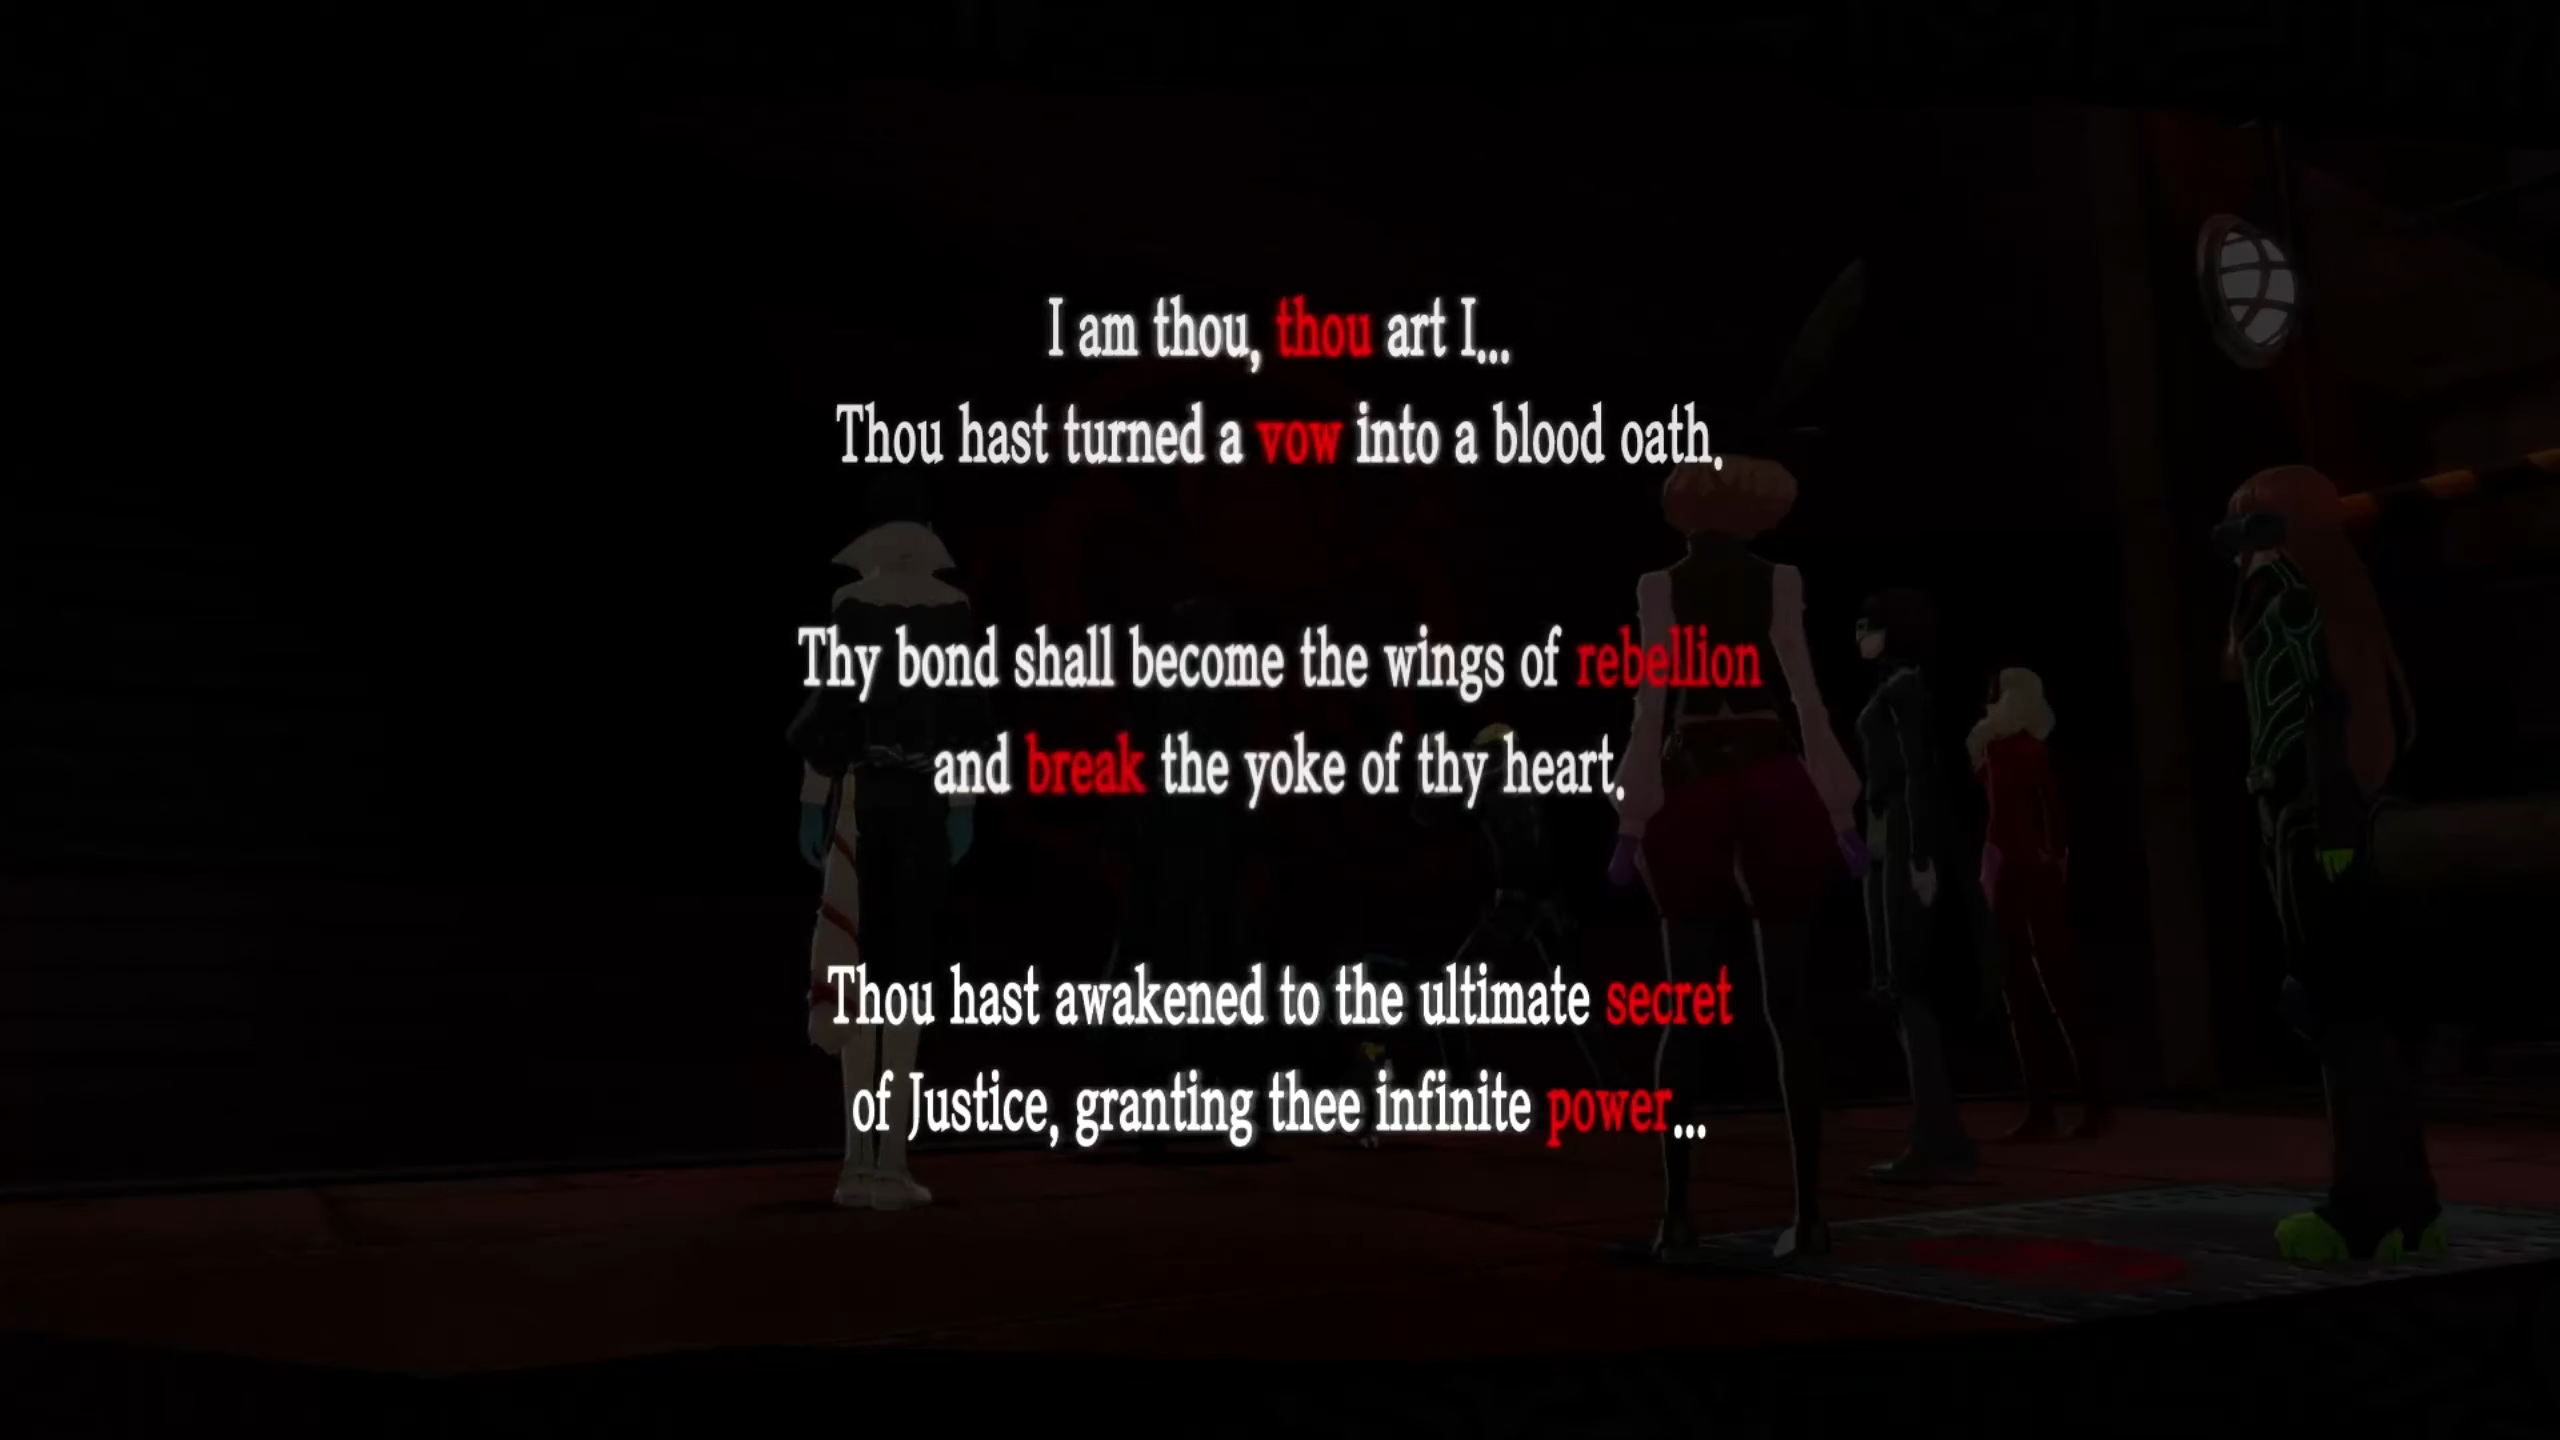 I am thou, thou art I...
Thou hast turned a vow into a blood oath.
Thy bond shall become the wings of rebellion
and break the yoke of thy heart.
Thou hast awakened to the ultimate secret
of Justice, granting thee infinite power...